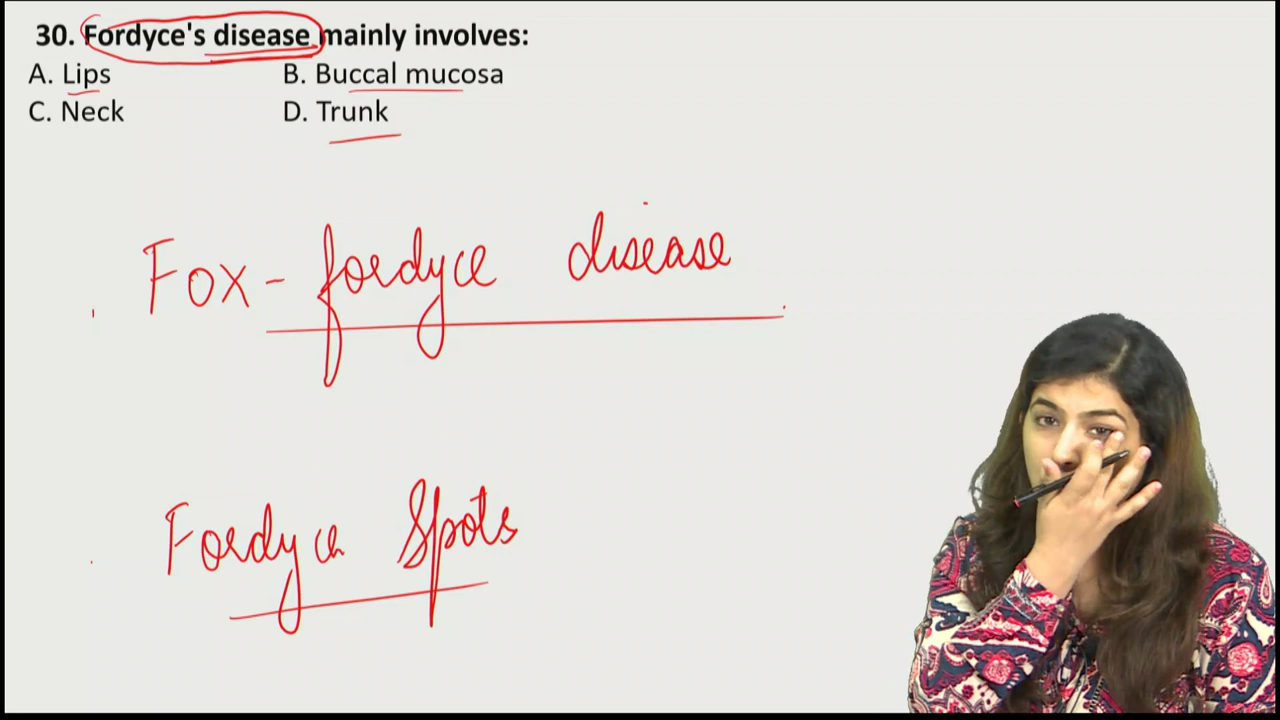 30. Fordyce's disease mainly involves:
A. Lips B. Buccal mucosa
C. Neck D. Trunk
Fox - fordyce disease
Fordyce Spots